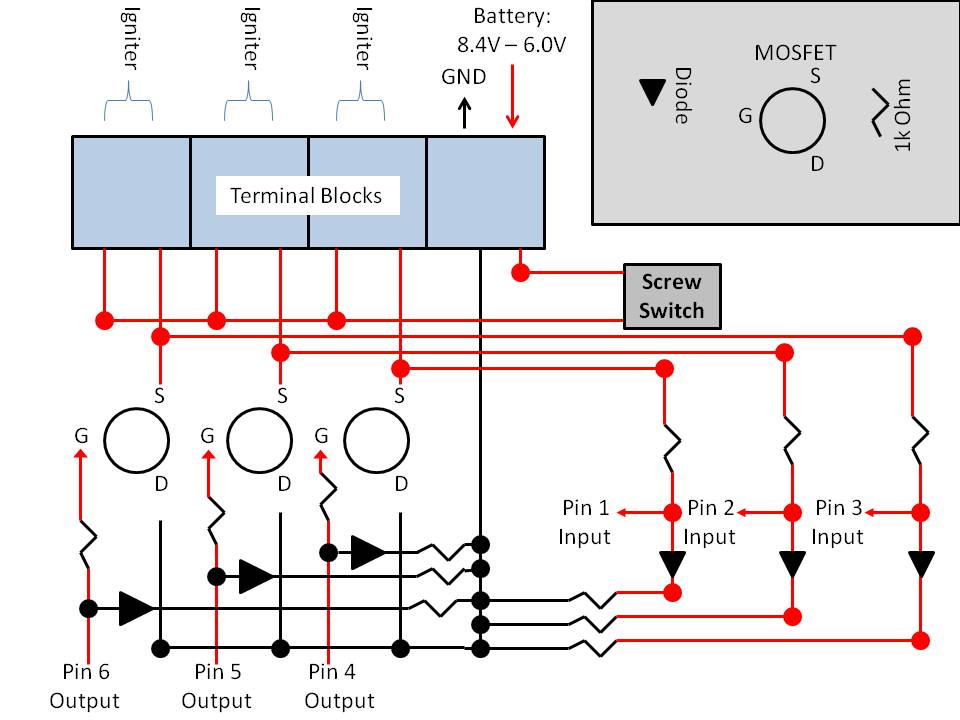 Igniter
Igniter
Igniter
Battery:
8.4V – 6.0V
GND
MOSFET
S
G
D
Diode
1k Ohm
Terminal Blocks
Screw
Switch
S
S
S
G
G
G
D
D
D
Pin 1
Input
Pin 2
Input
Pin 3
Input
Pin 6
Output
Pin 5
Output
Pin 4
Output